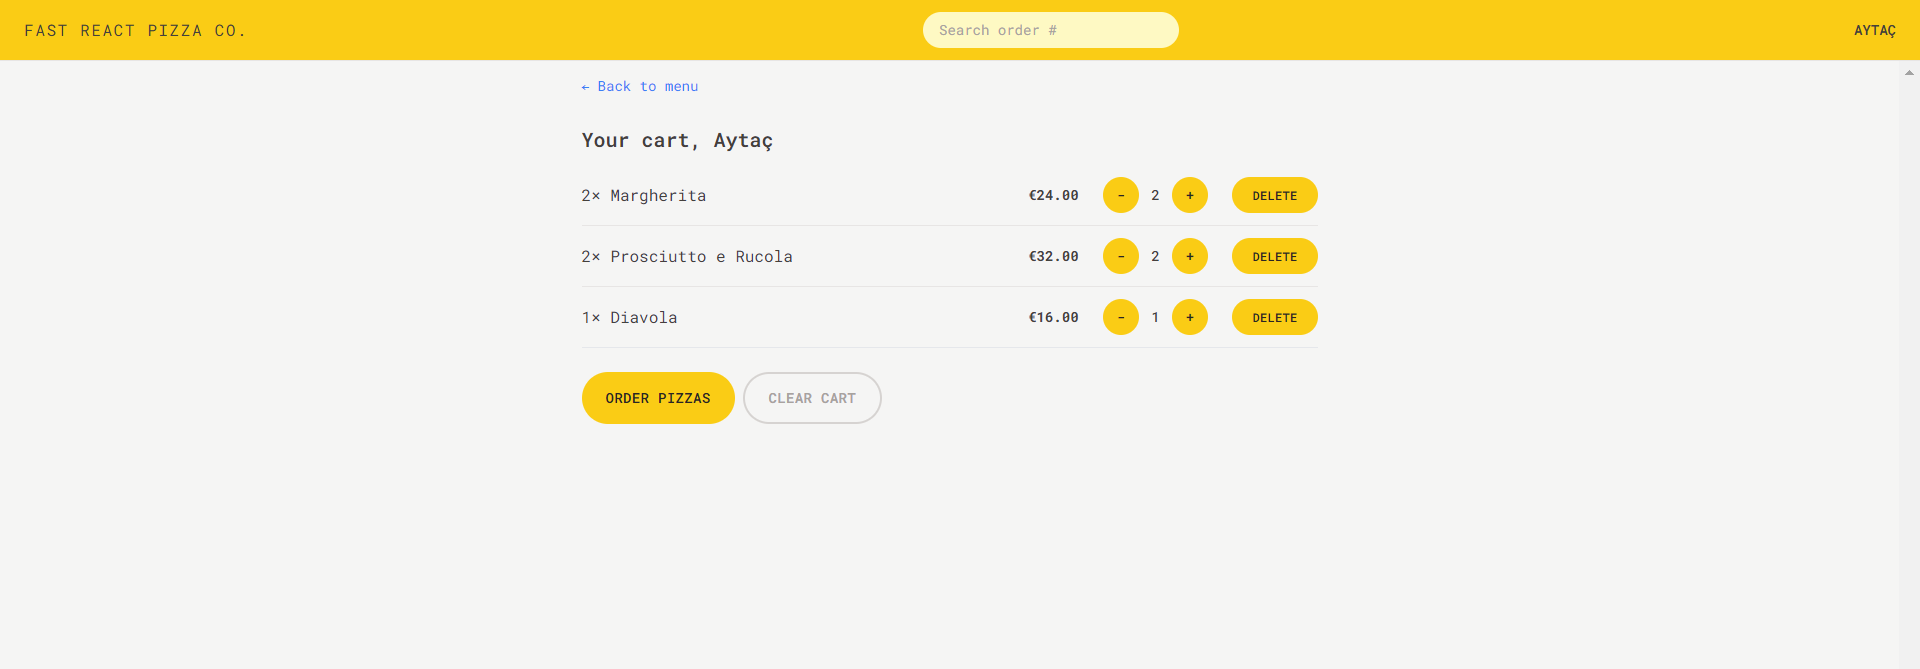 FAST REACT PIZZA CO. Search order # AYTAÇ
← Back to menu
Your cart, Aytaç
2× Margherita €24.00 - 2 + DELETE
2× Prosciutto e Rucola €32.00 - 2 + DELETE
1× Diavola €16.00 - 1 + DELETE
ORDER PIZZAS CLEAR CART